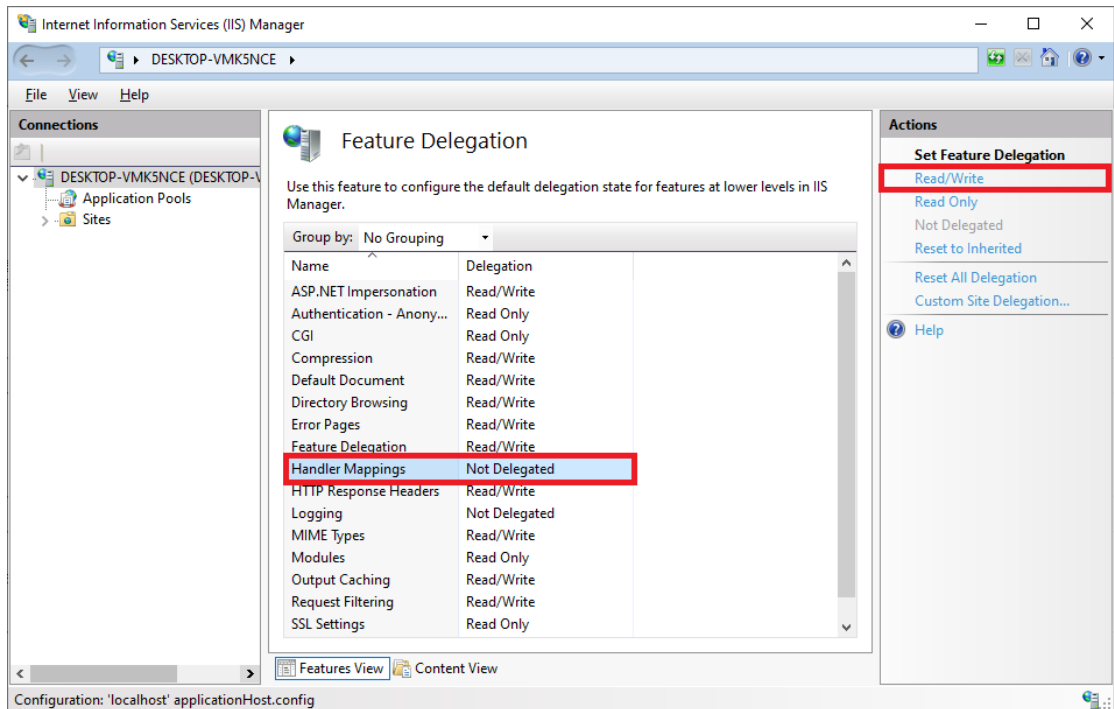 Internet Information Services (IIS) Manager
DESKTOP-VMK5NCE
File View Help
Connections
DESKTOP-VMK5NCE (DESKTOP-V
Application Pools
Sites
Feature Delegation
Use this feature to configure the default delegation state for features at lower levels in IIS
Manager.
Group by: No Grouping
Name Delegation
ASP.NET Impersonation Read/Write
Authentication - Anony... Read Only
CGI Read Only
Compression Read/Write
Default Document Read/Write
Directory Browsing Read/Write
Error Pages Read/Write
Feature Delegation Read/Write
Handler Mappings Not Delegated
HTTP Response Headers Read/Write
Logging Not Delegated
MIME Types Read/Write
Modules Read Only
Output Caching Read/Write
Request Filtering Read/Write
SSL Settings Read Only
Features View Content View
Actions
Set Feature Delegation
Read/Write
Read Only
Not Delegated
Reset to Inherited
Reset All Delegation
Custom Site Delegation...
Help
Configuration: 'localhost' applicationHost.config